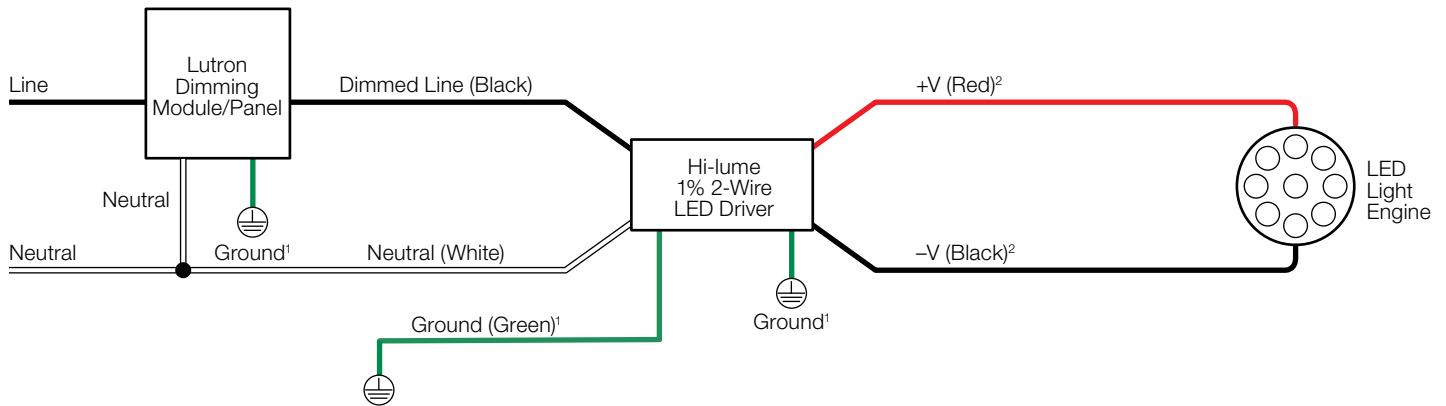 Line
Lutron
Dimming
Module/Panel
Dimmed Line (Black)
+V (Red)²
Hi-lume
1% 2-Wire
LED Driver
LED
Light
Engine
Neutral
Ground¹
Neutral
Neutral (White)
–V (Black)²
Ground (Green)¹
Ground¹